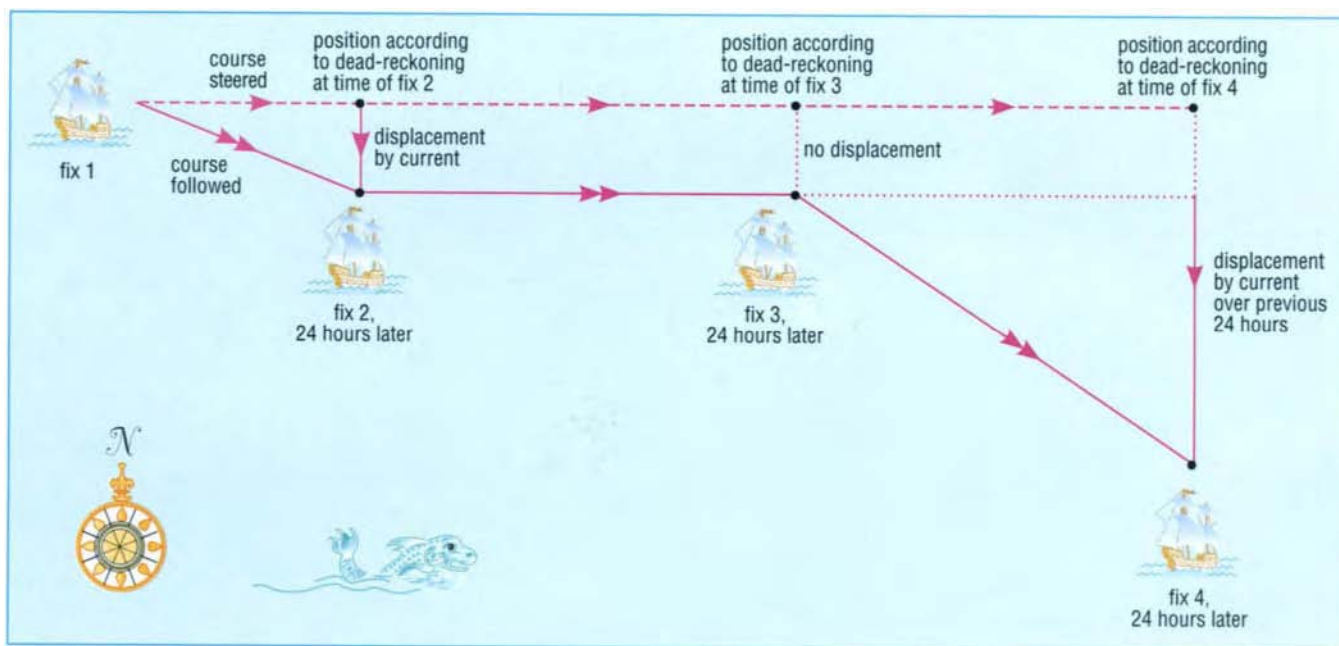 course
steered
position according
to dead-reckoning
at time of fix 2
position according
to dead-reckoning
at time of fix 3
position according
to dead-reckoning
at time of fix 4
fix 1
course
followed
displacement
by current
no displacement
fix 2,
24 hours later
fix 3,
24 hours later
displacement
by current
over previous
24 hours
N
fix 4,
24 hours later